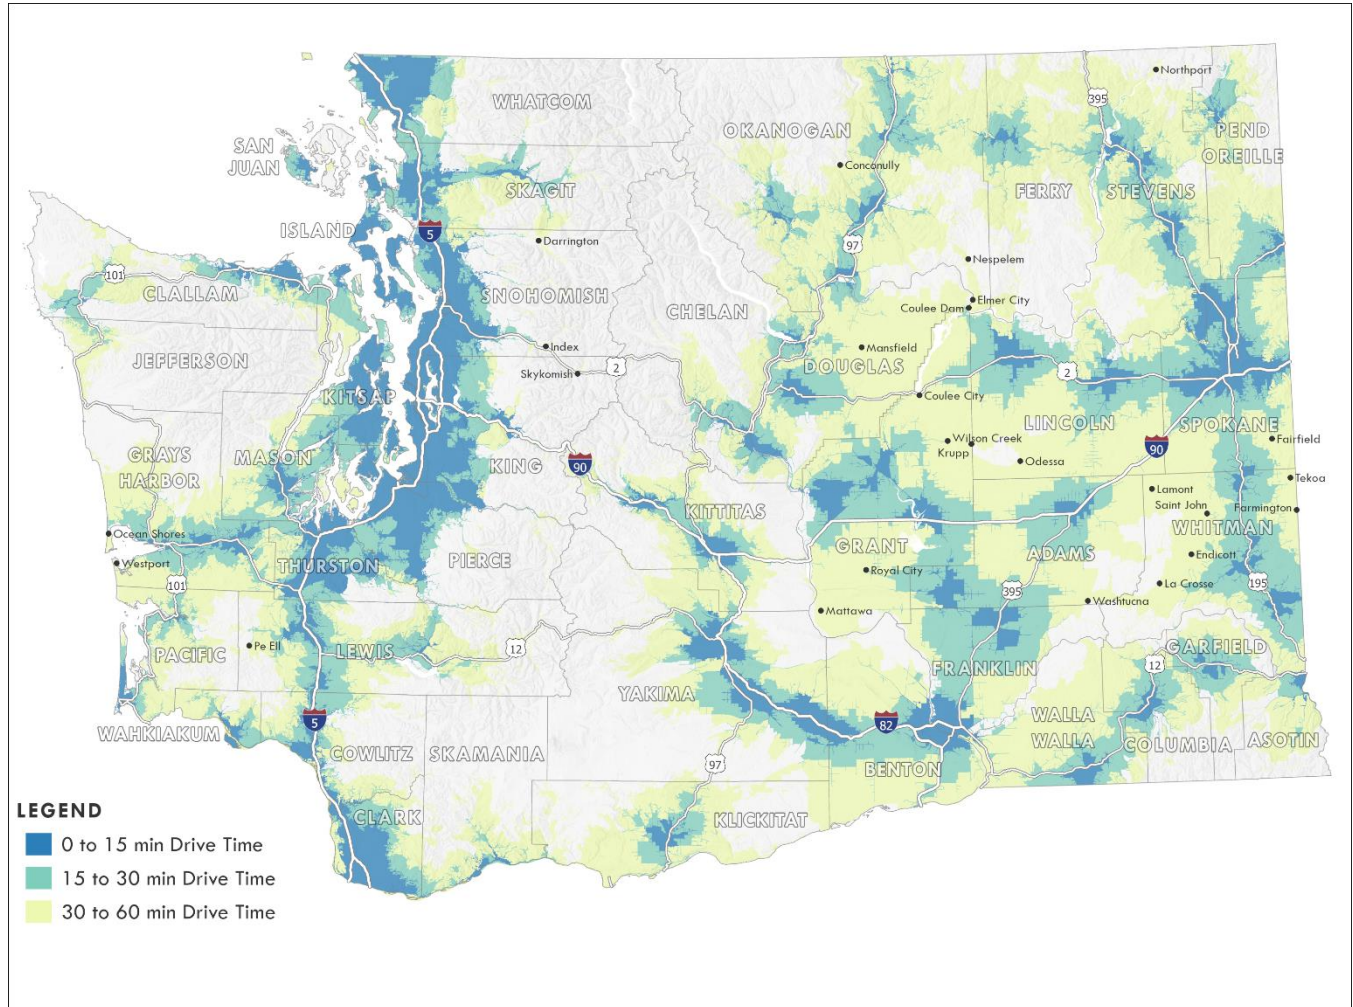 Northport
395
WHATCOM
OKANOGAN
PEND
OREILLE
SAN
JUAN
Conconully
SKAGIT
FERRY
STEVENS
ISLAND
5
Darrington
97
Nespelem
101
CLALLAM
SNOHOMISH
CHELAN
Elmer City
Coulee Dam
Index
Mansfield
JEFFERSON
DOUGLAS
Skykomish
2
2
KITSAP
Coulee City
LINCOLN
SPOKANE
GRAYS
HARBOR
MASON
KING
90
Wilson Creek
Krupp
90
Fairfield
Odessa
Tekoa
Lamont
KITTITAS
Saint John
Farmington
WHITMAN
Ocean Shores
GRANT
ADAMS
Endicott
Westport
THURSTON
PIERCE
Royal City
101
395
La Crosse
195
Mattawa
Washtucna
PACIFIC
Pe Ell
LEWIS
12
GARFIELD
12
FRANKLIN
YAKIMA
WAHKIAKUM
5
82
WALLA
WALLA
COWLITZ
SKAMANIA
COLUMBIA
ASOTIN
97
BENTON
LEGEND
CLARK
KLICKITAT
0 to 15 min Drive Time
15 to 30 min Drive Time
30 to 60 min Drive Time